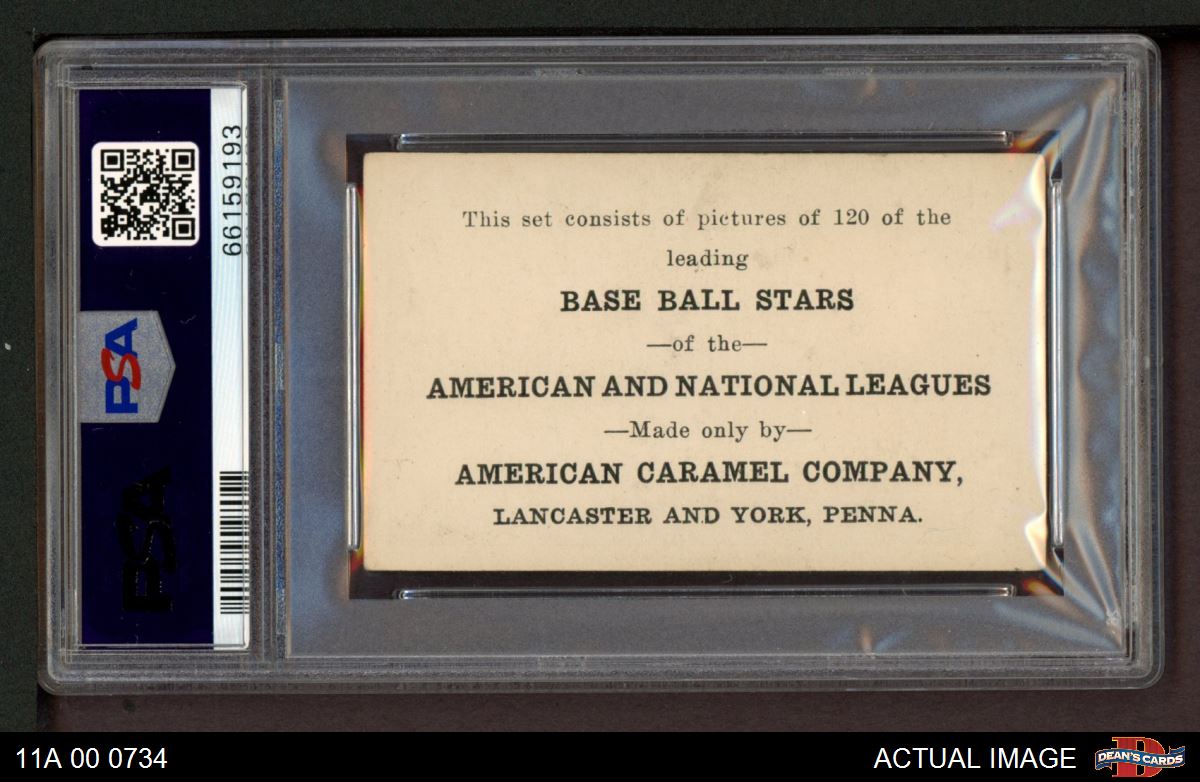 66159193
PSA
PSA
This set consists of pictures of 120 of the
leading
BASE BALL STARS
—of the—
AMERICAN AND NATIONAL LEAGUES
—Made only by—
AMERICAN CARAMEL COMPANY,
LANCASTER AND YORK, PENNA.
11A 00 0734
ACTUAL IMAGE
D
DEAN'S CARDS